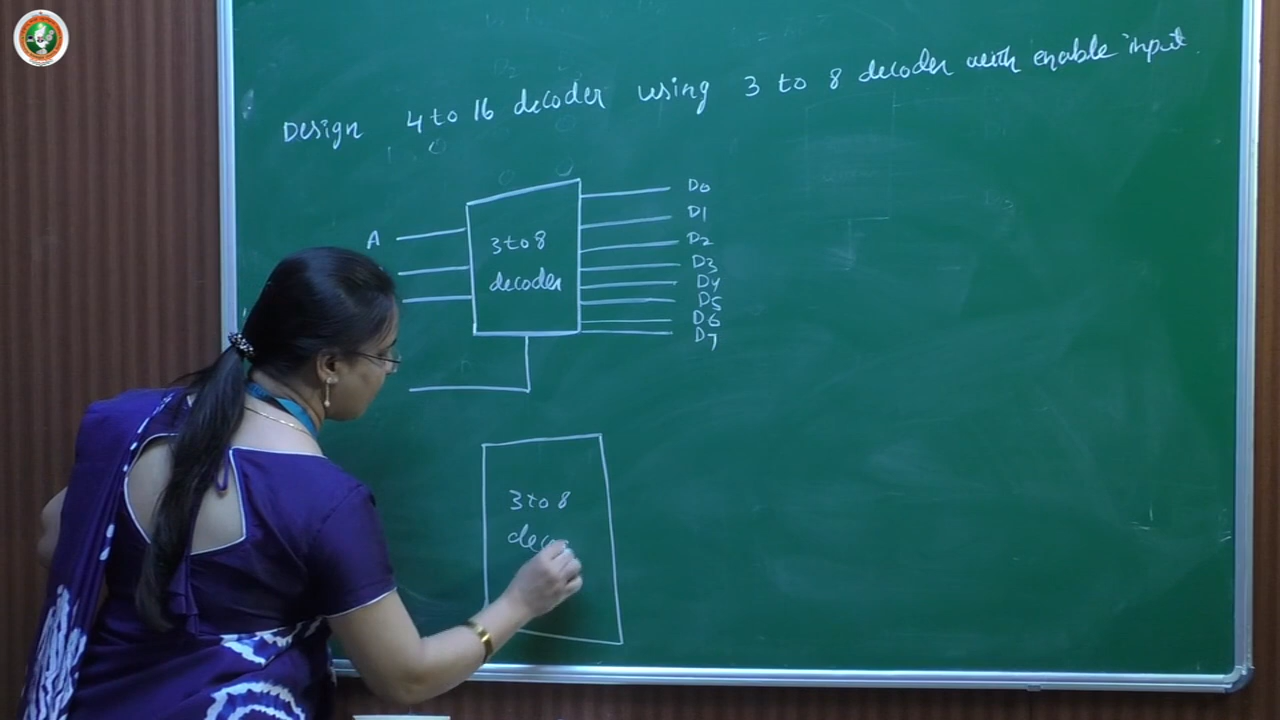 Design 4 to 16 decoder using 3 to 8 decoder with enable input.
A
3 to 8
decoder
D0
D1
D2
D3
D4
D5
D6
D7
3 to 8